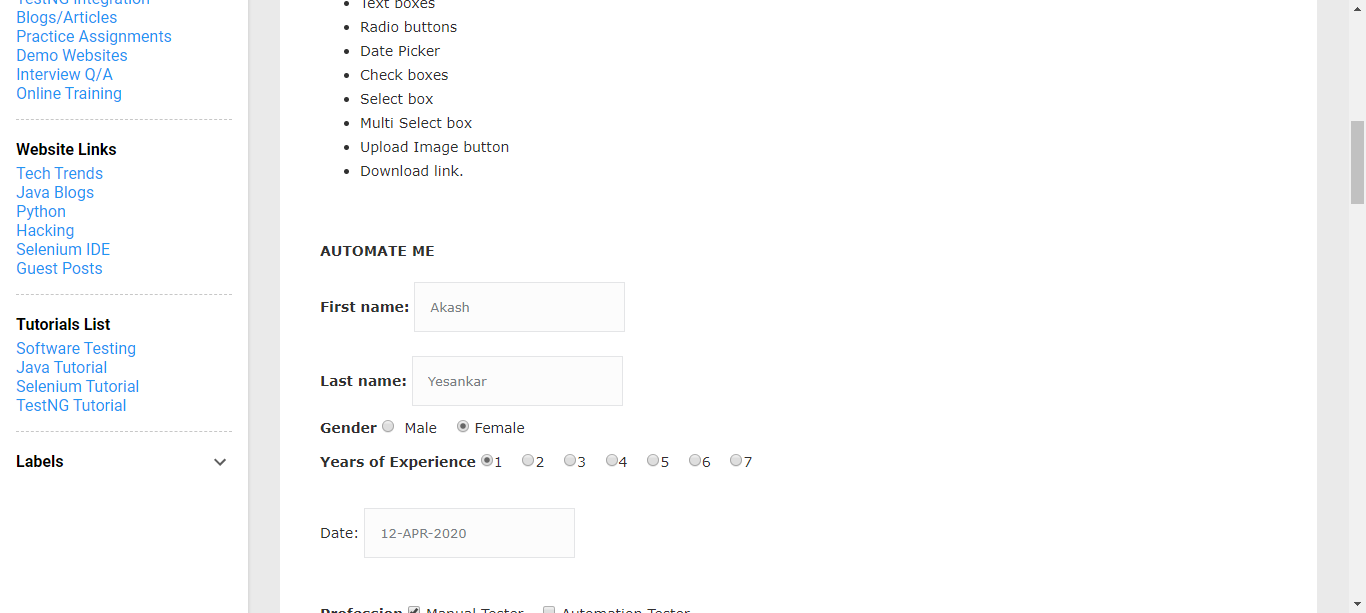 TestNG Integration
Blogs/Articles
Practice Assignments
Demo Websites
Interview Q/A
Online Training
Website Links
Tech Trends
Java Blogs
Python
Hacking
Selenium IDE
Guest Posts
Tutorials List
Software Testing
Java Tutorial
Selenium Tutorial
TestNG Tutorial
Labels
Text boxes
Radio buttons
Date Picker
Check boxes
Select box
Multi Select box
Upload Image button
Download link.
AUTOMATE ME
First name: Akash
Last name: Yesankar
Gender Male Female
Years of Experience 1 2 3 4 5 6 7
Date: 12-APR-2020
Profession Manual Tester Automation Tester